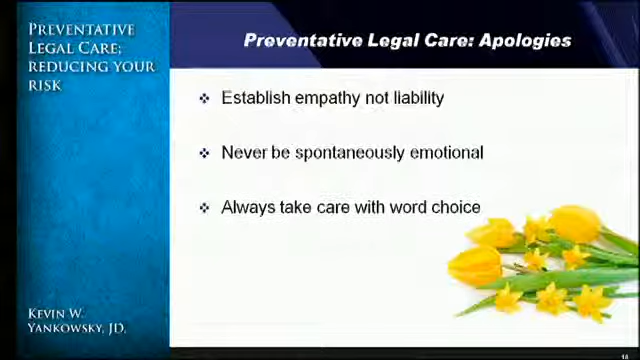 PREVENTATIVE
LEGAL CARE;
REDUCING YOUR
RISK
Preventative Legal Care: Apologies
Establish empathy not liability
Never be spontaneously emotional
Always take care with word choice
KEVIN W.
YANKOWSKY, JD.